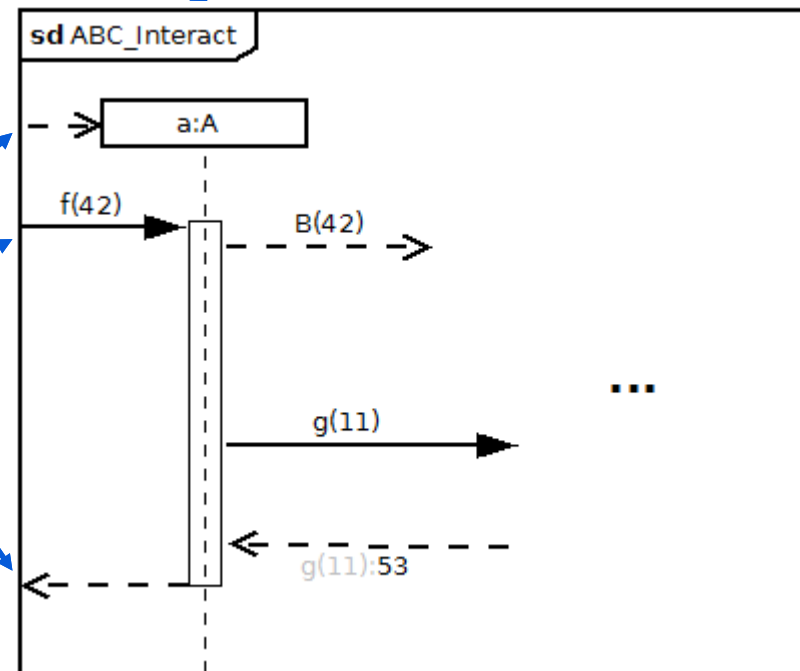 sd ABC_Interact
a:A
f(42)
B(42)
...
g(11)
g(11):53